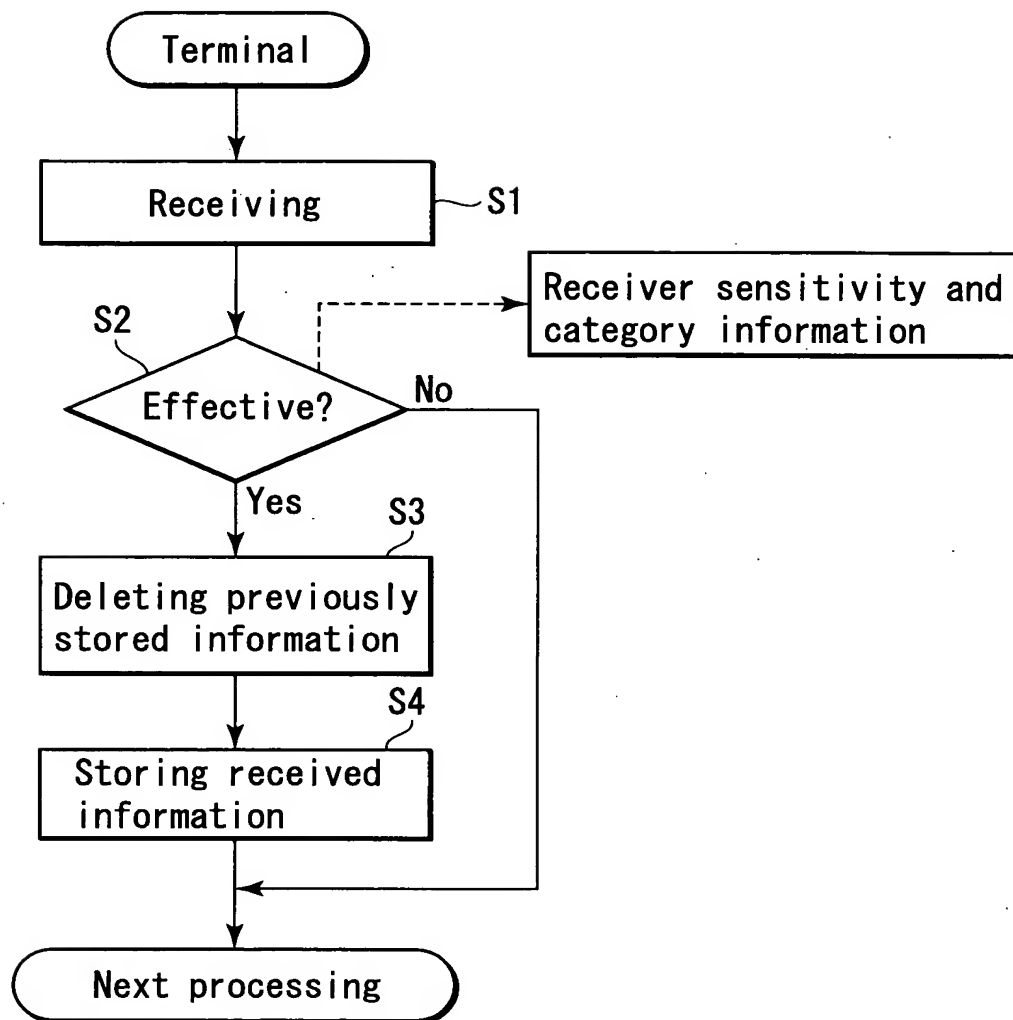 Terminal
Receiving
S1
Receiver sensitivity and
category information
S2
Effective?
No
Yes
S3
Deleting previously
stored information
S4
Storing received
information
Next processing